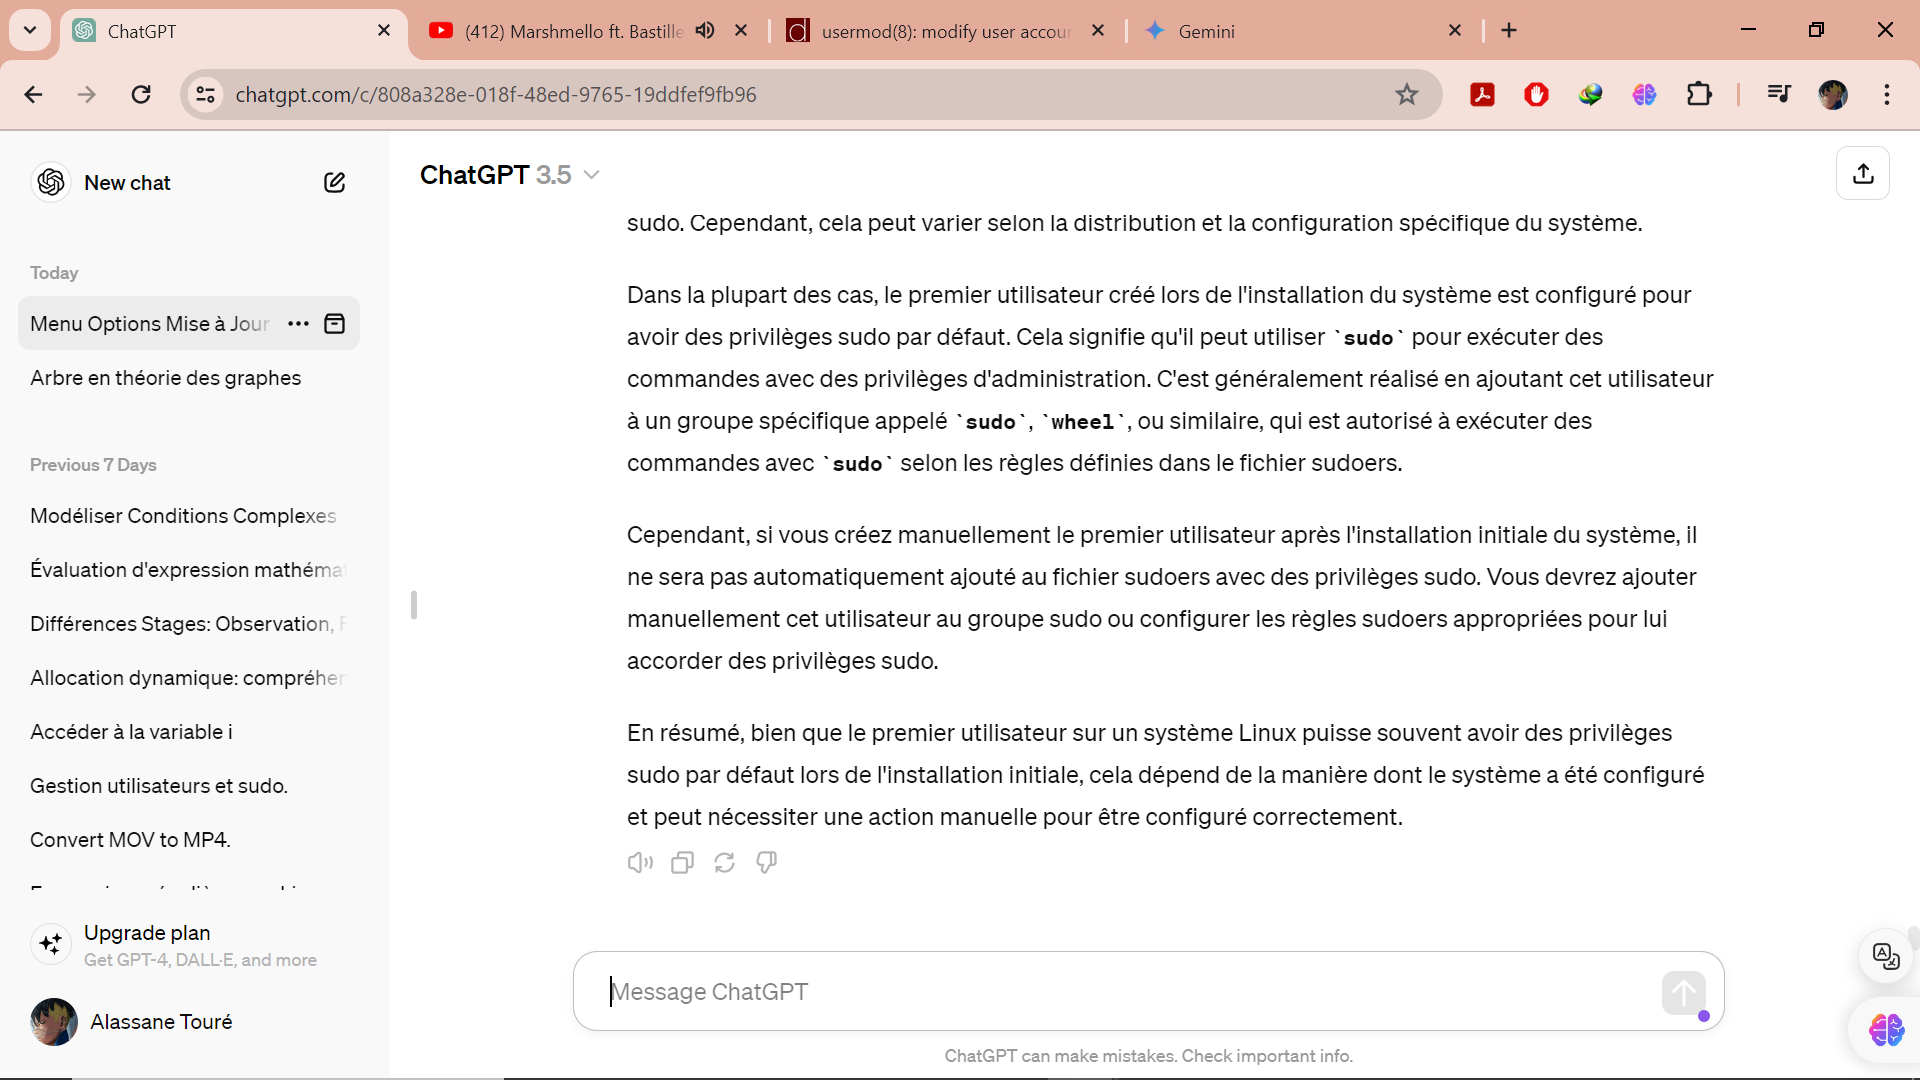 ChatGPT
(412) Marshmello ft. Bastille
usermod(8): modify user accour
Gemini
chatgpt.com/c/808a328e-018f-48ed-9765-19ddfef9fb96
New chat
Today
Menu Options Mise à Jour
Arbre en théorie des graphes
Previous 7 Days
Modéliser Conditions Complexes
Évaluation d'expression mathémat
Différences Stages: Observation, F
Allocation dynamique: compréhen
Accéder à la variable i
Gestion utilisateurs et sudo.
Convert MOV to MP4.
Upgrade plan
Get GPT-4, DALL·E, and more
Alassane Touré
ChatGPT 3.5
sudo. Cependant, cela peut varier selon la distribution et la configuration spécifique du système.
Dans la plupart des cas, le premier utilisateur créé lors de l'installation du système est configuré pour
avoir des privilèges sudo par défaut. Cela signifie qu'il peut utiliser `sudo` pour exécuter des
commandes avec des privilèges d'administration. C'est généralement réalisé en ajoutant cet utilisateur
à un groupe spécifique appelé `sudo`, `wheel`, ou similaire, qui est autorisé à exécuter des
commandes avec `sudo` selon les règles définies dans le fichier sudoers.
Cependant, si vous créez manuellement le premier utilisateur après l'installation initiale du système, il
ne sera pas automatiquement ajouté au fichier sudoers avec des privilèges sudo. Vous devrez ajouter
manuellement cet utilisateur au groupe sudo ou configurer les règles sudoers appropriées pour lui
accorder des privilèges sudo.
En résumé, bien que le premier utilisateur sur un système Linux puisse souvent avoir des privilèges
sudo par défaut lors de l'installation initiale, cela dépend de la manière dont le système a été configuré
et peut nécessiter une action manuelle pour être configuré correctement.
Message ChatGPT
ChatGPT can make mistakes. Check important info.